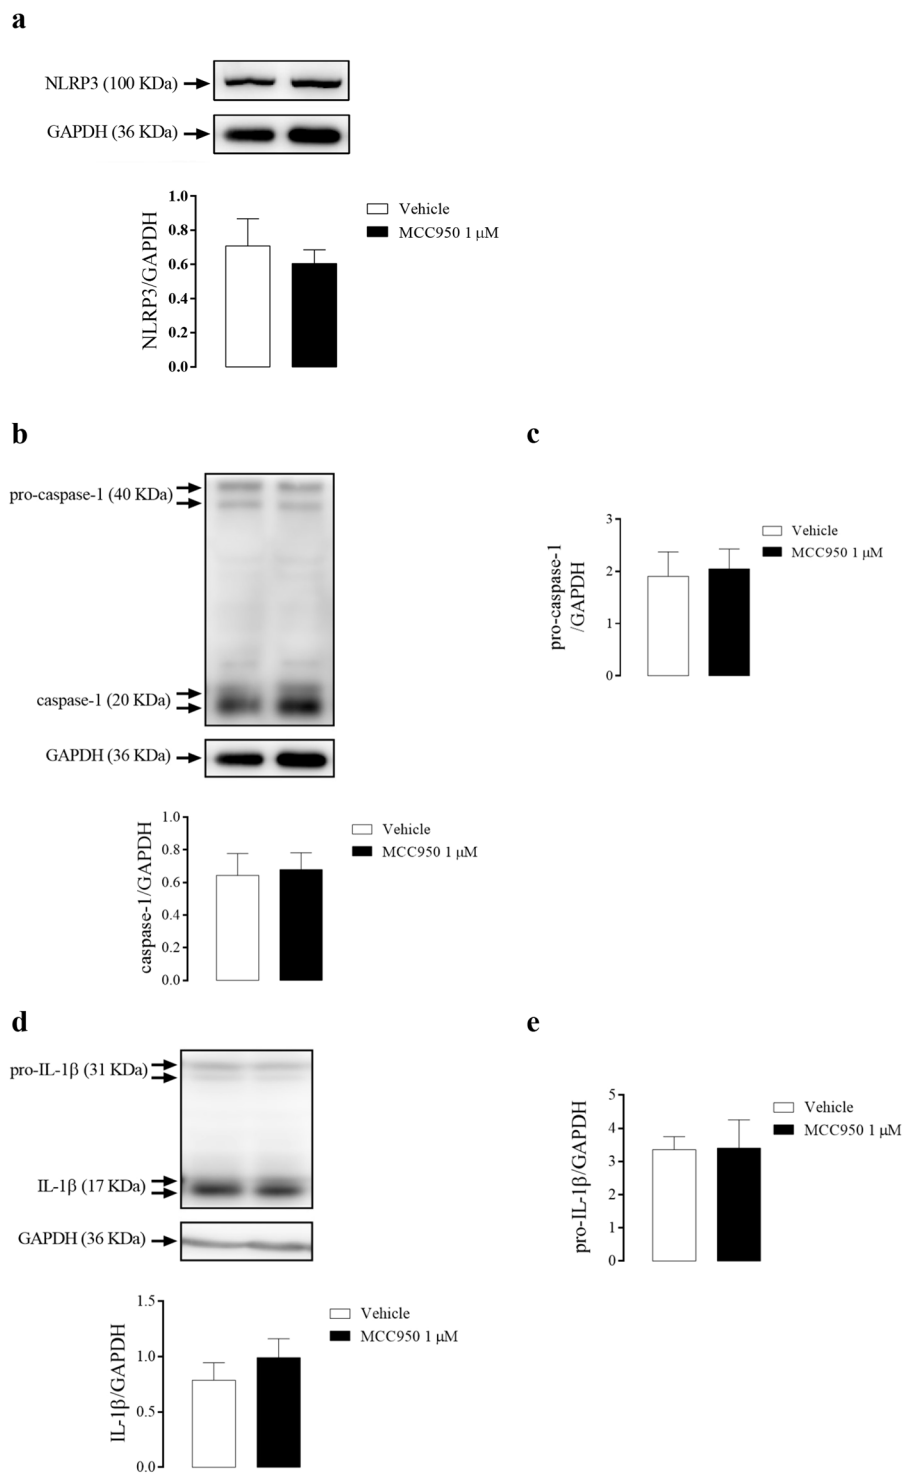 a
NLRP3 (100 KDa)
GAPDH (36 KDa)
NLRP3/GAPDH
1.0
0.8
0.6
0.4
0.2
0.0
Vehicle
MCC950 1 µM
b
pro-caspase-1 (40 KDa)
caspase-1 (20 KDa)
GAPDH (36 KDa)
caspase-1/GAPDH
1.0
0.8
0.6
0.4
0.2
0.0
Vehicle
MCC950 1 µM
c
pro-caspase-1
/GAPDH
3
2
1
0
Vehicle
MCC950 1 µM
d
pro-IL-1β (31 KDa)
IL-1β (17 KDa)
GAPDH (36 KDa)
IL-1β/GAPDH
1.5
1.0
0.5
0.0
Vehicle
MCC950 1 µM
e
pro-IL-1β/GAPDH
5
4
3
2
1
0
Vehicle
MCC950 1 µM